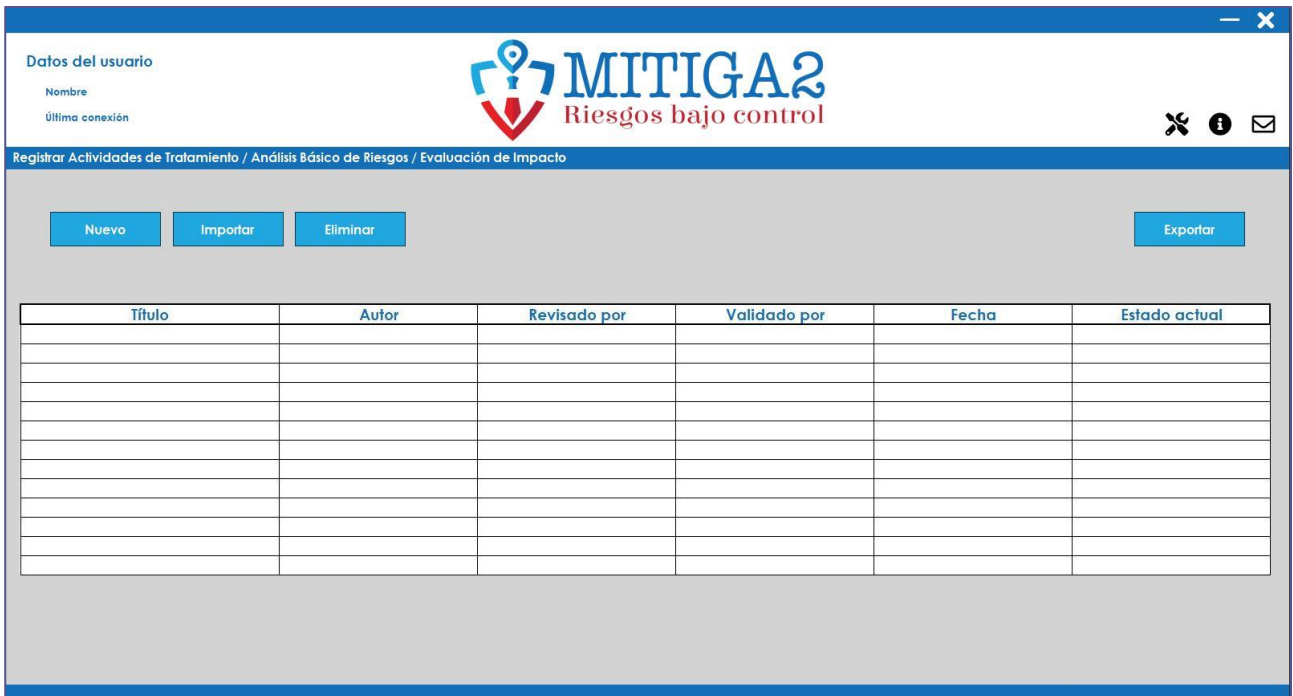 Datos del usuario
Nombre
Última conexión
MITIGA2
Riesgos bajo control
Registrar Actividades de Tratamiento / Análisis Básico de Riesgos / Evaluación de Impacto
Nuevo Importar Eliminar Exportar
Título Autor Revisado por Validado por Fecha Estado actual